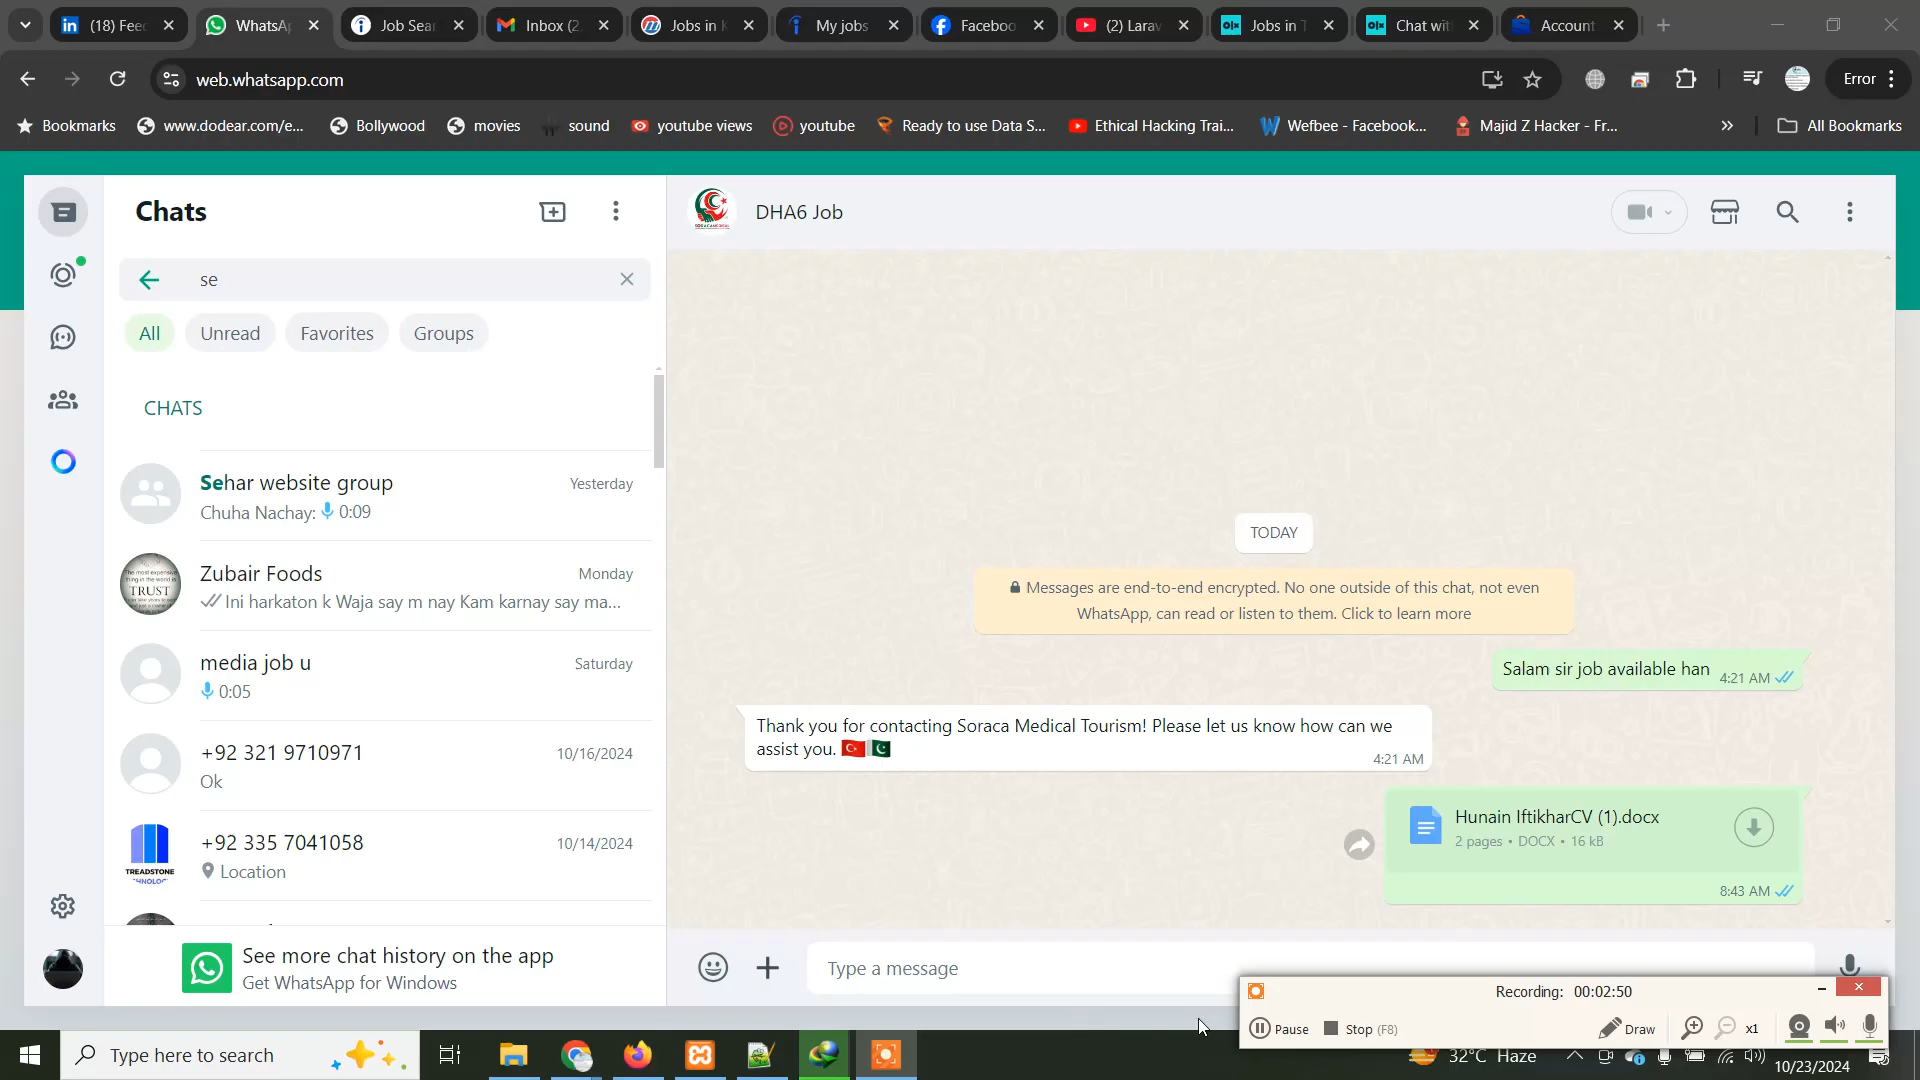 (18) Feed
WhatsAp
Job Sear
Inbox (2
Jobs in K
My jobs
Faceboo
(2) Larav
Jobs in T
Chat wit
Account
web.whatsapp.com
Error
Bookmarks
www.dodear.com/e...
Bollywood
movies
sound
youtube views
youtube
Ready to use Data S...
Ethical Hacking Trai...
Wefbee - Facebook...
Majid Z Hacker - Fr...
All Bookmarks
Chats
DHA6 Job
se
All
Unread
Favorites
Groups
CHATS
Sehar website group
Yesterday
Chuha Nachay: 0:09
Zubair Foods
Monday
Ini harkaton k Waja say m nay Kam karnay say ma...
media job u
Saturday
0:05
+92 321 9710971
10/16/2024
Ok
+92 335 7041058
10/14/2024
Location
TREADSTONE
See more chat history on the app
Get WhatsApp for Windows
TODAY
Messages are end-to-end encrypted. No one outside of this chat, not even
WhatsApp, can read or listen to them. Click to learn more
Salam sir job available han
4:21 AM
Thank you for contacting Soraca Medical Tourism! Please let us know how can we
assist you. 🇹🇷🇵🇰
4:21 AM
Hunain IftikharCV (1).docx
2 pages • DOCX • 16 kB
8:43 AM
Type a message
Recording: 00:02:50
Pause
Stop (F8)
Draw
x1
Type here to search
32°C Haze
10/23/2024